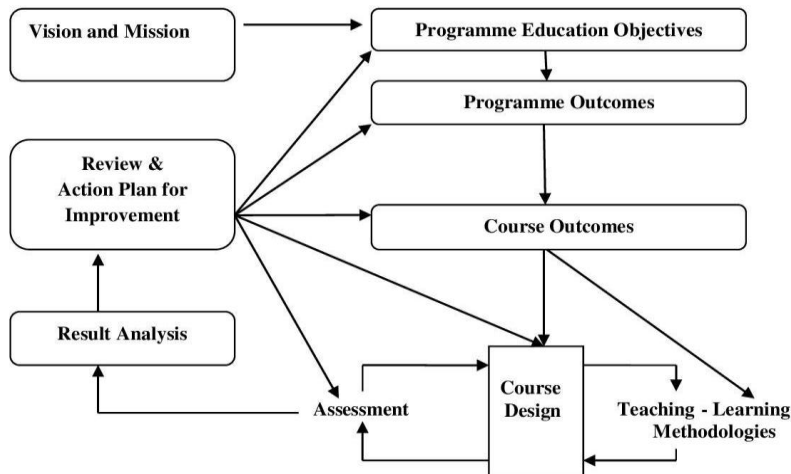 Vision and Mission
Programme Education Objectives
Programme Outcomes
Review &
Action Plan for
Improvement
Course Outcomes
Result Analysis
Assessment
Course
Design
Teaching - Learning
Methodologies